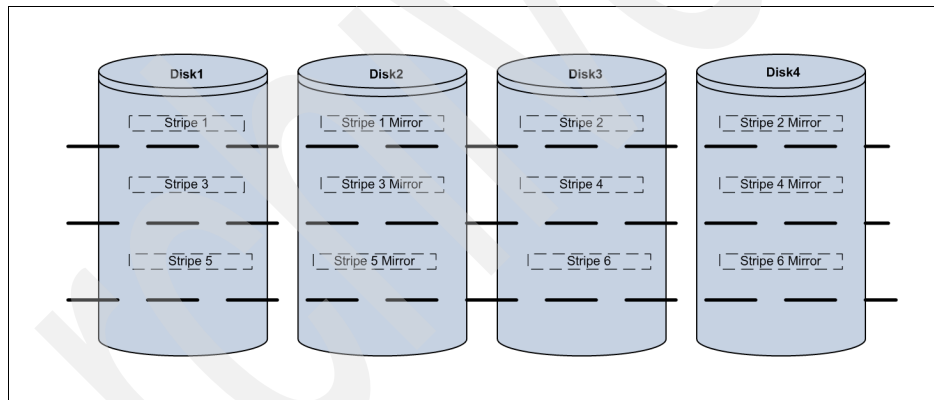 Disk1 Disk2 Disk3 Disk4
Stripe 1 Stripe 1 Mirror Stripe 2 Stripe 2 Mirror
Stripe 3 Stripe 3 Mirror Stripe 4 Stripe 4 Mirror
Stripe 5 Stripe 5 Mirror Stripe 6 Stripe 6 Mirror